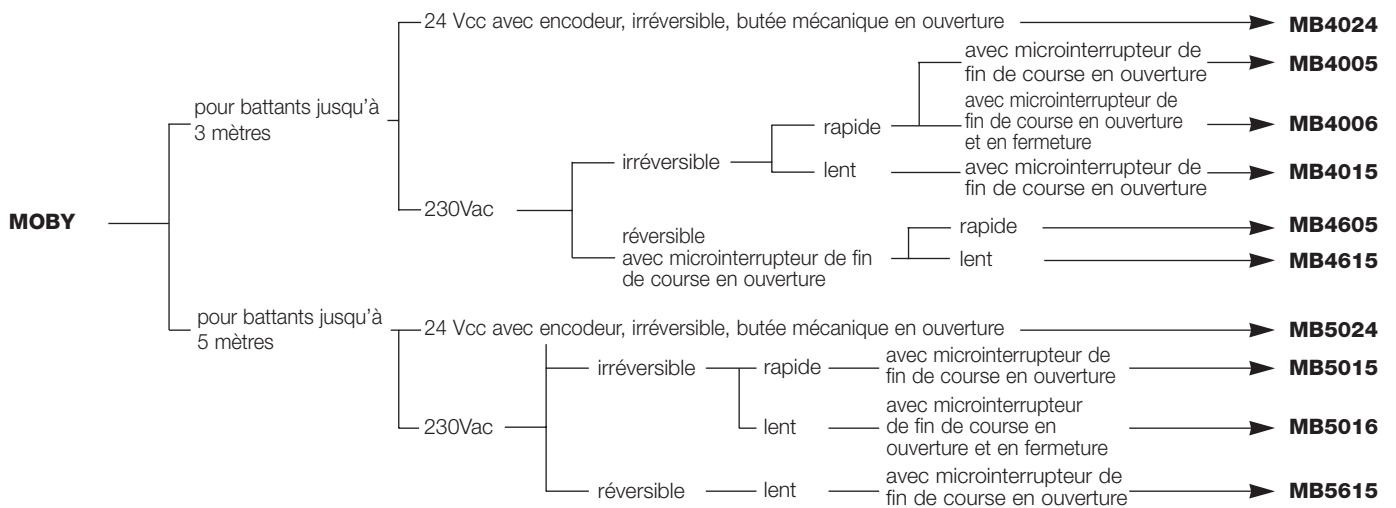 MOBY
pour battants jusqu'à
3 mètres
24 Vcc avec encodeur, irréversible, butée mécanique en ouverture
MB4024
230Vac
irréversible
rapide
avec microinterrupteur de
fin de course en ouverture
MB4005
avec microinterrupteur de
fin de course en ouverture
et en fermeture
MB4006
lent
avec microinterrupteur de
fin de course en ouverture
MB4015
réversible
avec microinterrupteur de fin
de course en ouverture
rapide
MB4605
lent
MB4615
pour battants jusqu'à
5 mètres
24 Vcc avec encodeur, irréversible, butée mécanique en ouverture
MB5024
230Vac
irréversible
rapide
avec microinterrupteur de
fin de course en ouverture
MB5015
lent
avec microinterrupteur
de fin de course en
ouverture et en fermeture
MB5016
réversible
lent
avec microinterrupteur de
fin de course en ouverture
MB5615